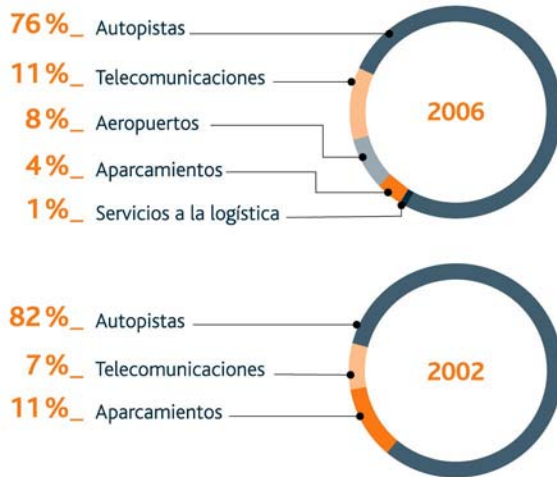 76%_ Autopistas
11%_ Telecomunicaciones
8%_ Aeropuertos
4%_ Aparcamientos
1%_ Servicios a la logística
2006
82%_ Autopistas
7%_ Telecomunicaciones
11%_ Aparcamientos
2002